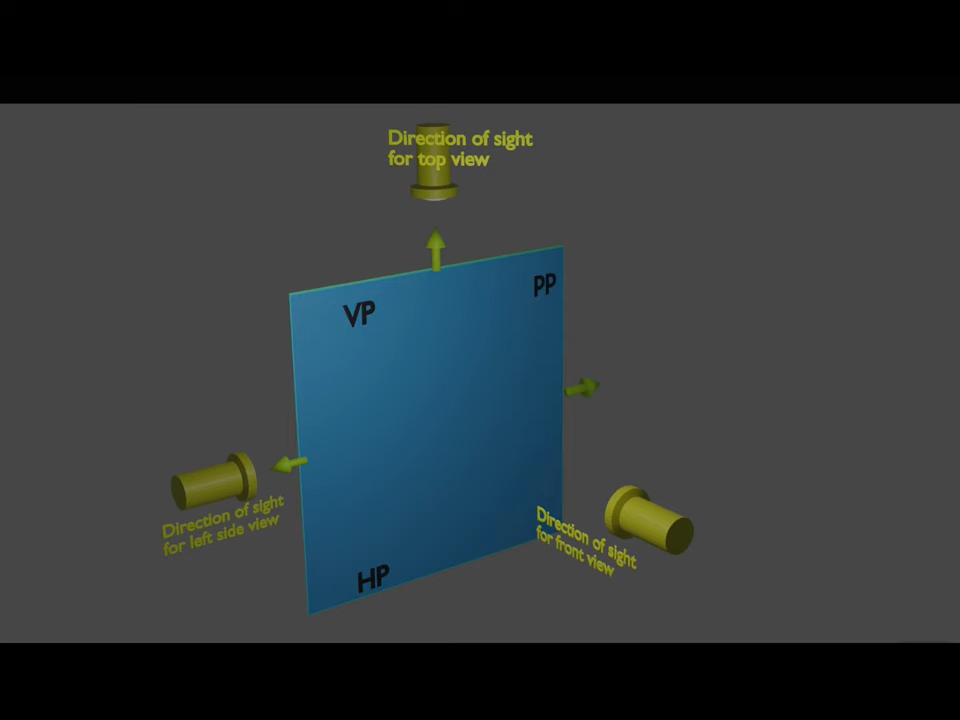 Direction of sight
for top view
VP
PP
Direction of sight
for left side view
Direction of sight
for front view
HP